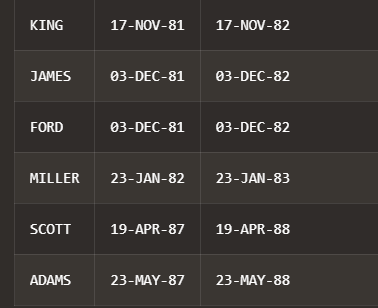 KING 17-NOV-81 17-NOV-82
JAMES 03-DEC-81 03-DEC-82
FORD 03-DEC-81 03-DEC-82
MILLER 23-JAN-82 23-JAN-83
SCOTT 19-APR-87 19-APR-88
ADAMS 23-MAY-87 23-MAY-88